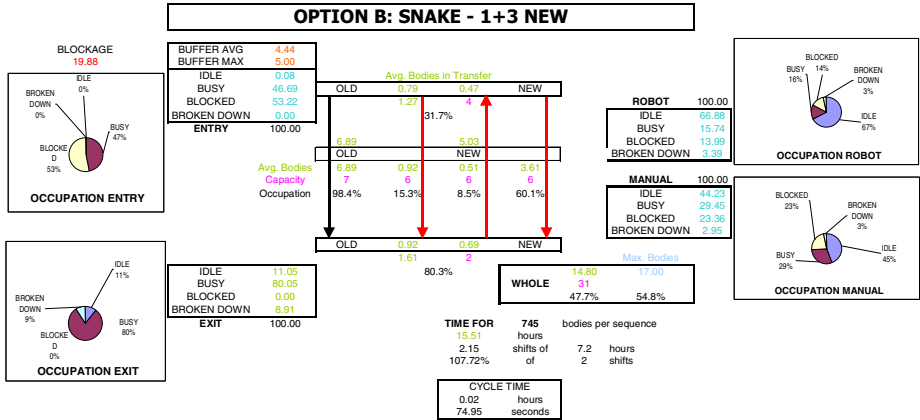 OPTION B: SNAKE - 1+3 NEW
BLOCKAGE
19.88
BUFFER AVG 4.44
BUFFER MAX 5.00
IDLE 0.08
BUSY 46.69
BLOCKED 53.22
BROKEN DOWN 0.00
ENTRY 100.00
IDLE
0%
BROKEN
DOWN
0%
BUSY
47%
BLOCKE
D
53%
OCCUPATION ENTRY
Avg. Bodies in Transfer
OLD 0.79 0.47 NEW
1.27 4
31.7%
6.89 5.03
OLD NEW
Avg. Bodies 6.89 0.92 0.51 3.61
Capacity 7 6 6 6
Occupation 98.4% 15.3% 8.5% 60.1%
OLD 0.92 0.69 NEW
1.61 2
80.3%
ROBOT 100.00
IDLE 66.88
BUSY 15.74
BLOCKED 13.99
BROKEN DOWN 3.39
MANUAL 100.00
IDLE 44.23
BUSY 29.45
BLOCKED 23.36
BROKEN DOWN 2.95
BLOCKED
14%
BUSY
16%
BROKEN
DOWN
3%
IDLE
67%
OCCUPATION ROBOT
BLOCKED
23%
BROKEN
DOWN
3%
BUSY
29%
IDLE
45%
OCCUPATION MANUAL
Max. Bodies
14.80 17.00
WHOLE 31
47.7% 54.8%
IDLE
11%
BROKEN
DOWN
9%
BLOCKE
D
0%
BUSY
80%
OCCUPATION EXIT
IDLE 11.05
BUSY 80.05
BLOCKED 0.00
BROKEN DOWN 8.91
EXIT 100.00
TIME FOR 745 bodies per sequence
15.51 hours
2.15 shifts of 7.2 hours
107.72% of 2 shifts
CYCLE TIME
0.02 hours
74.95 seconds